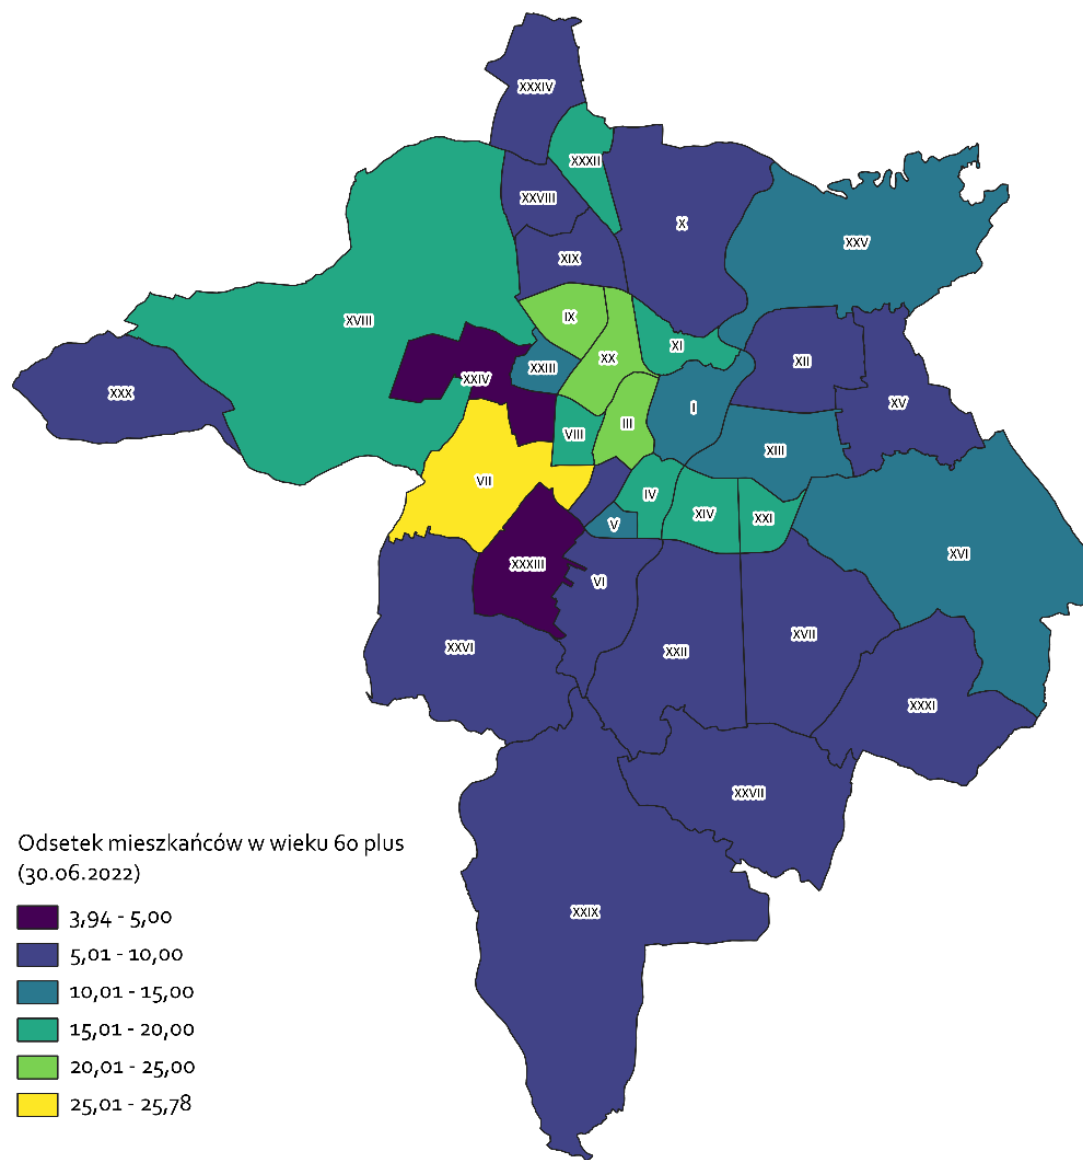 XXXIV
XXXII
XXVIII
X
XXV
XIX
XVIII
IX
XI
XX
XII
XXIII
XXIV
XXX
XV
I
III
VIII
XIII
VII
IV
XIV
XXI
V
XVI
XXXIII
VI
XVII
XXVI
XXII
XXXI
XXVII
XXIX
Odsetek mieszkańców w wieku 60 plus
(30.06.2022)
3,94 - 5,00
5,01 - 10,00
10,01 - 15,00
15,01 - 20,00
20,01 - 25,00
25,01 - 25,78